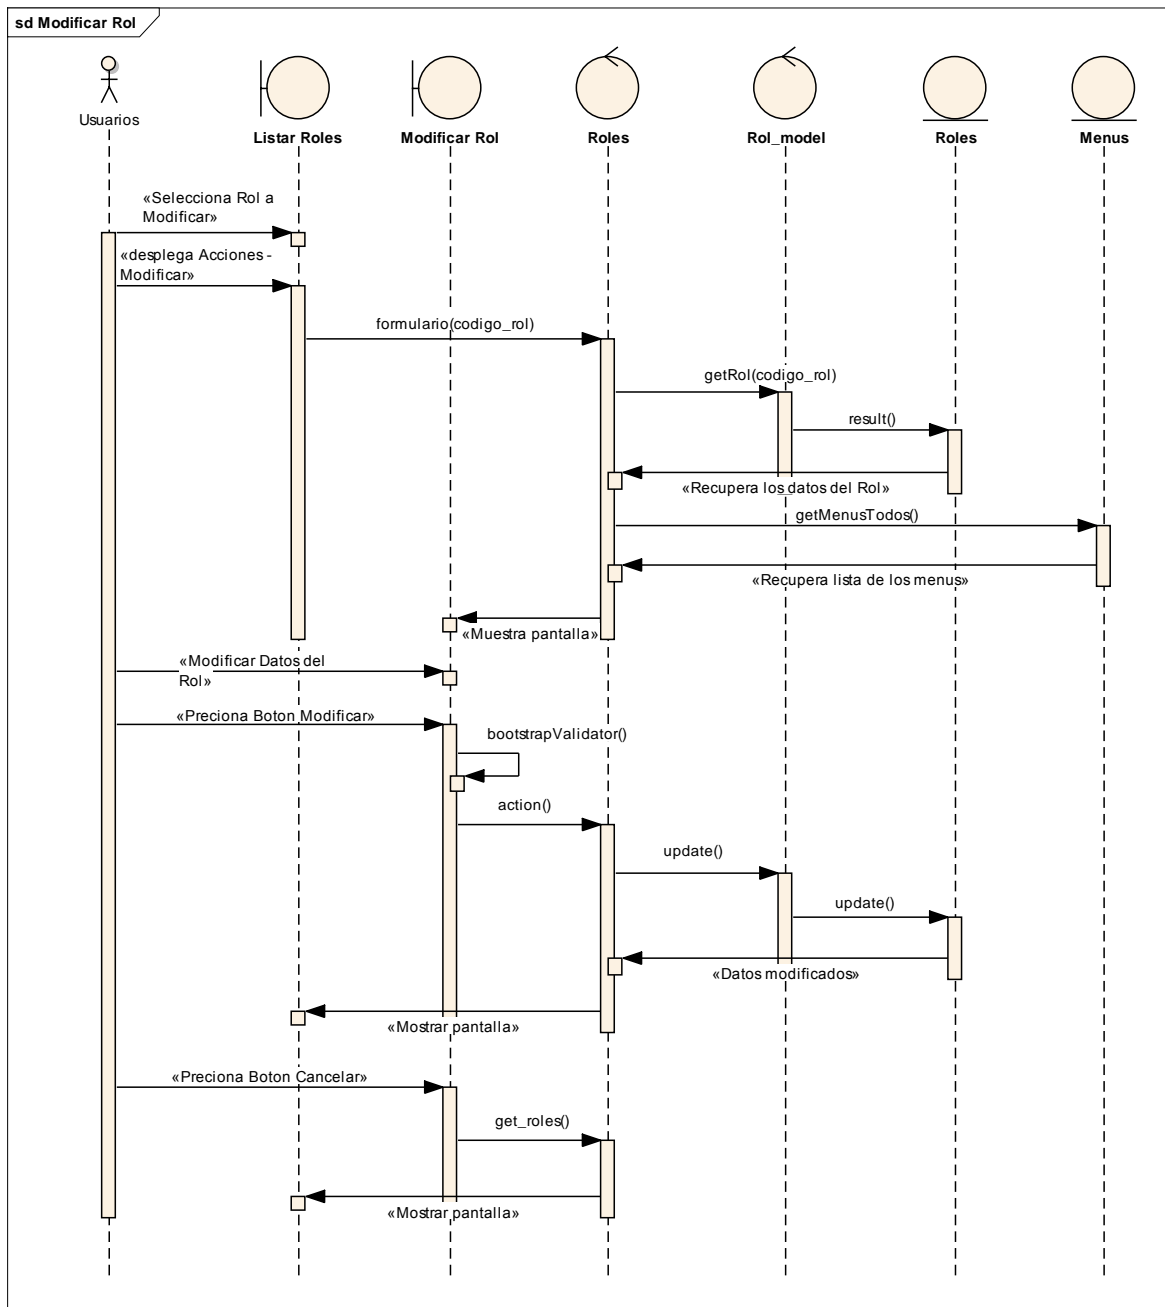 sd Modificar Rol
Usuarios
Listar Roles
Modificar Rol
Roles
Rol_model
Roles
Menus
«Selecciona Rol a
Modificar»
«desplega Acciones -
Modificar»
formulario(codigo_rol)
getRol(codigo_rol)
result()
«Recupera los datos del Rol»
getMenusTodos()
«Recupera lista de los menus»
«Muestra pantalla»
«Modificar Datos del
Rol»
«Preciona Boton Modificar»
bootstrapValidator()
action()
update()
update()
«Datos modificados»
«Mostrar pantalla»
«Preciona Boton Cancelar»
get_roles()
«Mostrar pantalla»